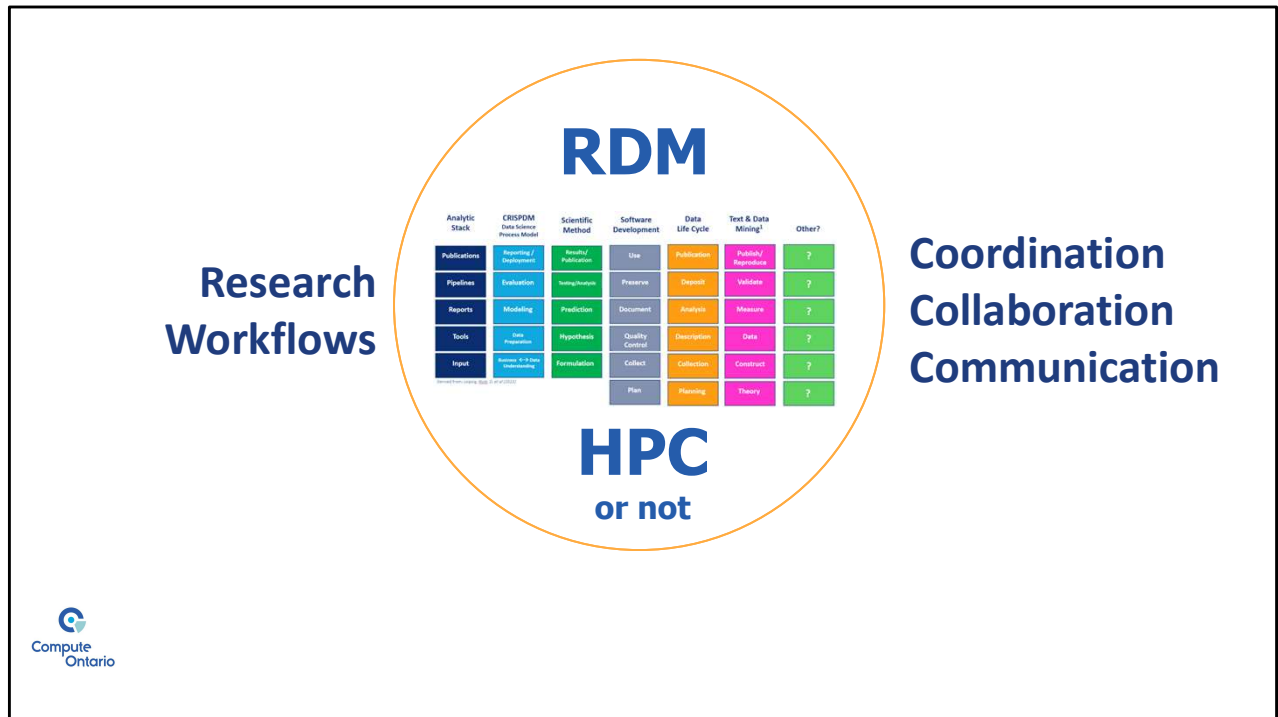 RDM
Research
Workflows
Analytic
Stack
CRISPDM
Data Science
Process Model
Scientific
Method
Software
Development
Data
Life Cycle
Text & Data
Mining1
Other?
Publications
Reporting /
Deployment
Results/
Publication
Use
Publication
Publish/
Reproduce
?
Pipelines
Evaluation
Testing/Analysis
Preserve
Deposit
Validate
?
Reports
Modeling
Prediction
Document
Analysis
Measure
?
Tools
Data
Preparation
Hypothesis
Quality
Control
Description
Data
?
Input
Business ←→ Data
Understanding
Formulation
Collect
Collection
Construct
?
Plan
Planning
Theory
?
HPC
or not
Coordination
Collaboration
Communication
Compute
Ontario